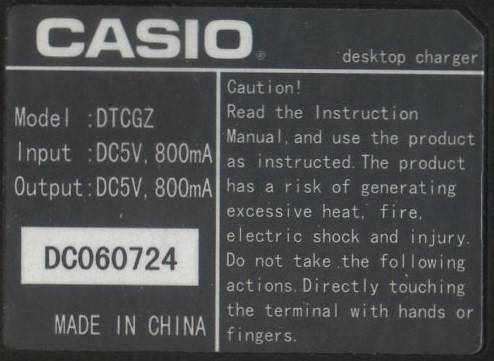 CASIO®
desktop charger
Model :DTCGZ
Input :DC5V, 800mA
Output:DC5V, 800mA
DC060724
MADE IN CHINA
Caution!
Read the Instruction
Manual, and use the product
as instructed. The product
has a risk of generating
excessive heat, fire,
electric shock and injury.
Do not take the following
actions. Directly touching
the terminal with hands or
fingers.